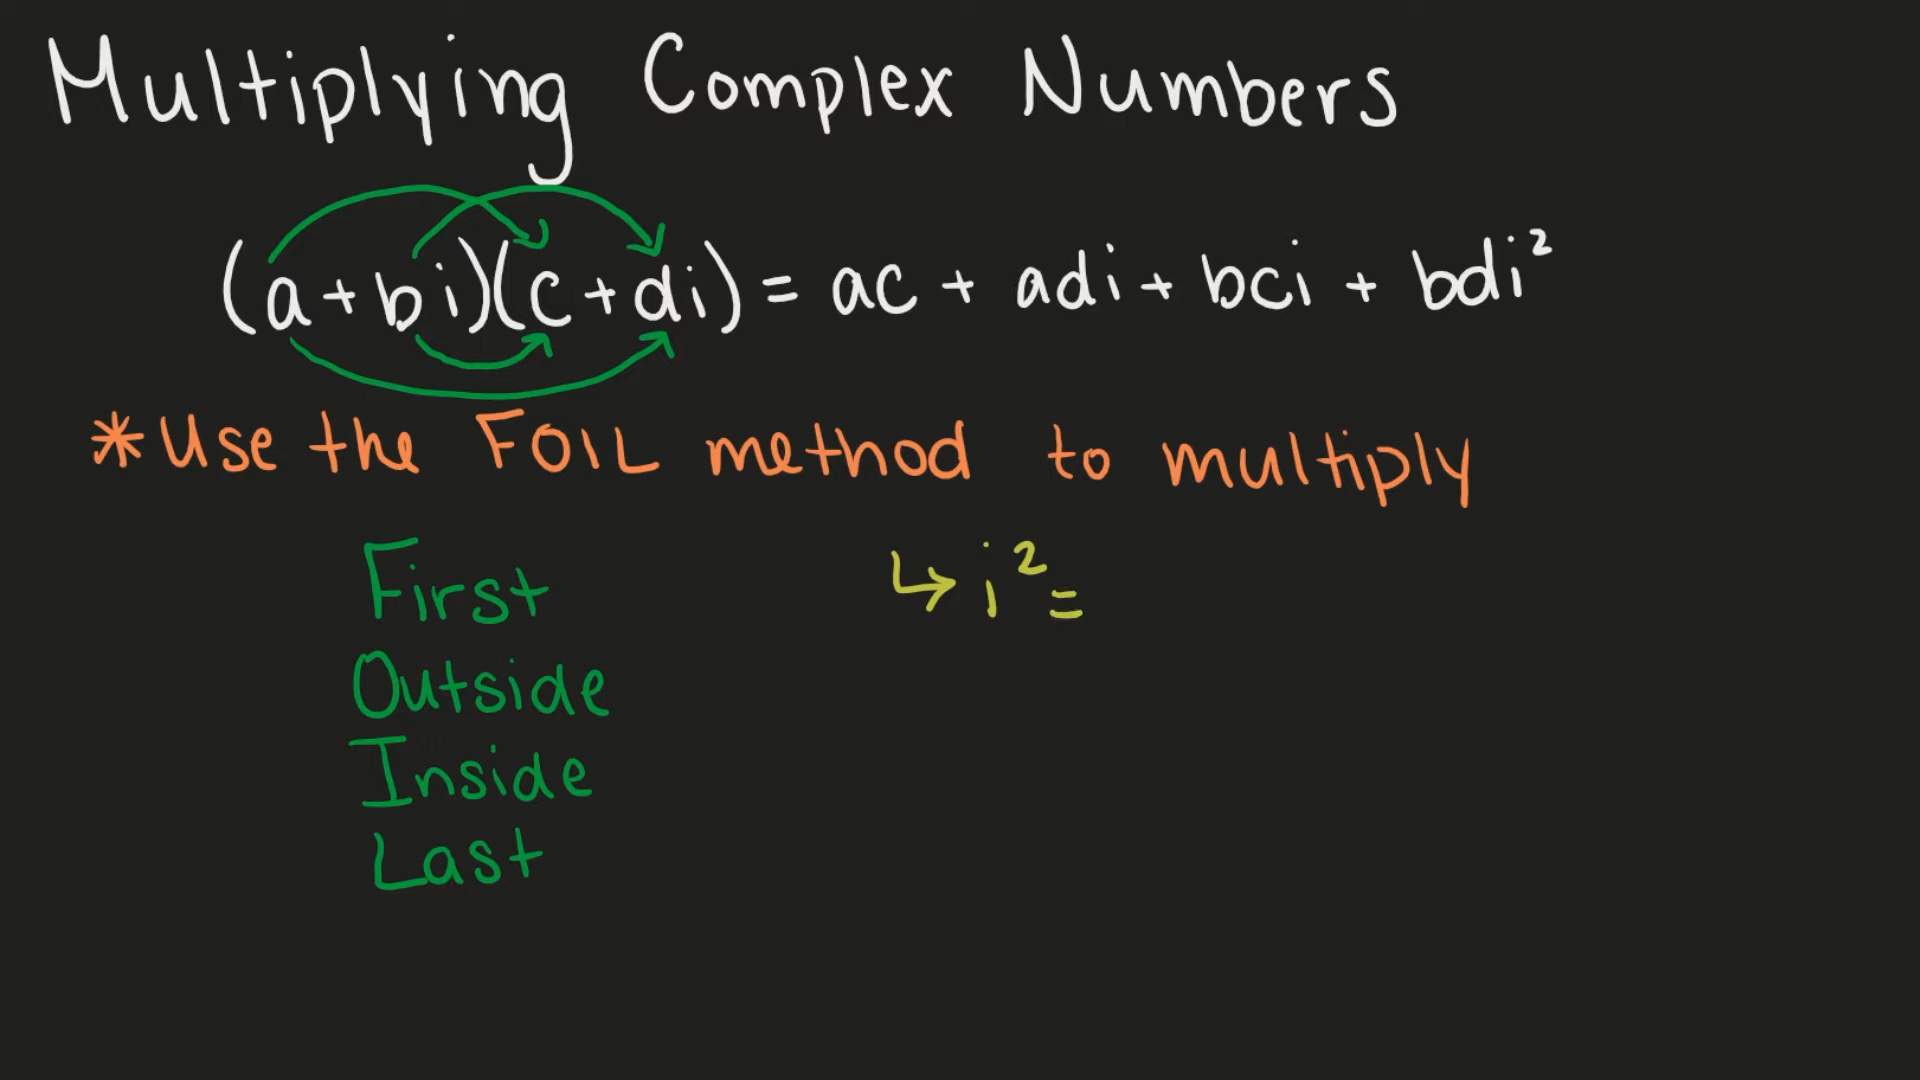 Multiplying Complex Numbers
(a+bi)(c+di) = ac + adi + bci + bdi²
*Use the FOIL method to multiply
First
↳ i² =
Outside
Inside
Last